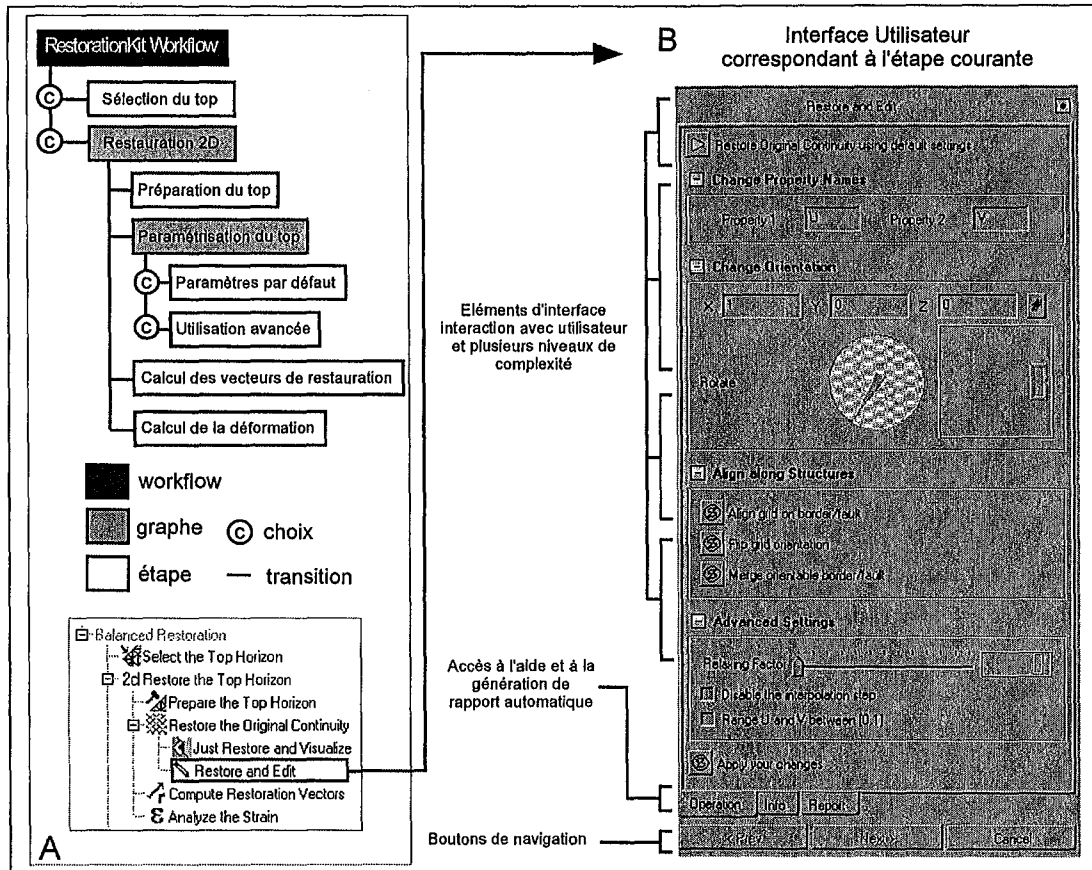 RestorationKit Workflow
C
Sélection du top
C
Restauration 2D
Préparation du top
Paramétrisation du top
C
Paramètres par défaut
C
Utilisation avancée
Calcul des vecteurs de restauration
Calcul de la déformation
workflow
graphe
C choix
étape
transition
Balanced Restoration
Select the Top Horizon
2d Restore the Top Horizon
Prepare the Top Horizon
Restore the Original Continuity
Just Restore and Visualize
Restore and Edit
Compute Restoration Vectors
ε Analyze the Strain
A
B
Interface Utilisateur
correspondant à l'étape courante
Eléments d'interface
interaction avec utilisateur
et plusieurs niveaux de
complexité
Accès à l'aide et à la
génération de
rapport automatique
Boutons de navigation
Restore and Edit
Restore Original Continuity using default settings
Change Property Names
Property 1 U Property 2 V
Change Orientation
X 1 Y 0 Z 0
Rotate
Align along Structures
Align grid on border/fault
Flip grid orientation
Merge orientable border/fault
Advanced Settings
Relaxing Factor
Disable the interpolation step
Range U and V between [0,1]
Apply your changes
Operation Info Report
< Prev Next > Cancel